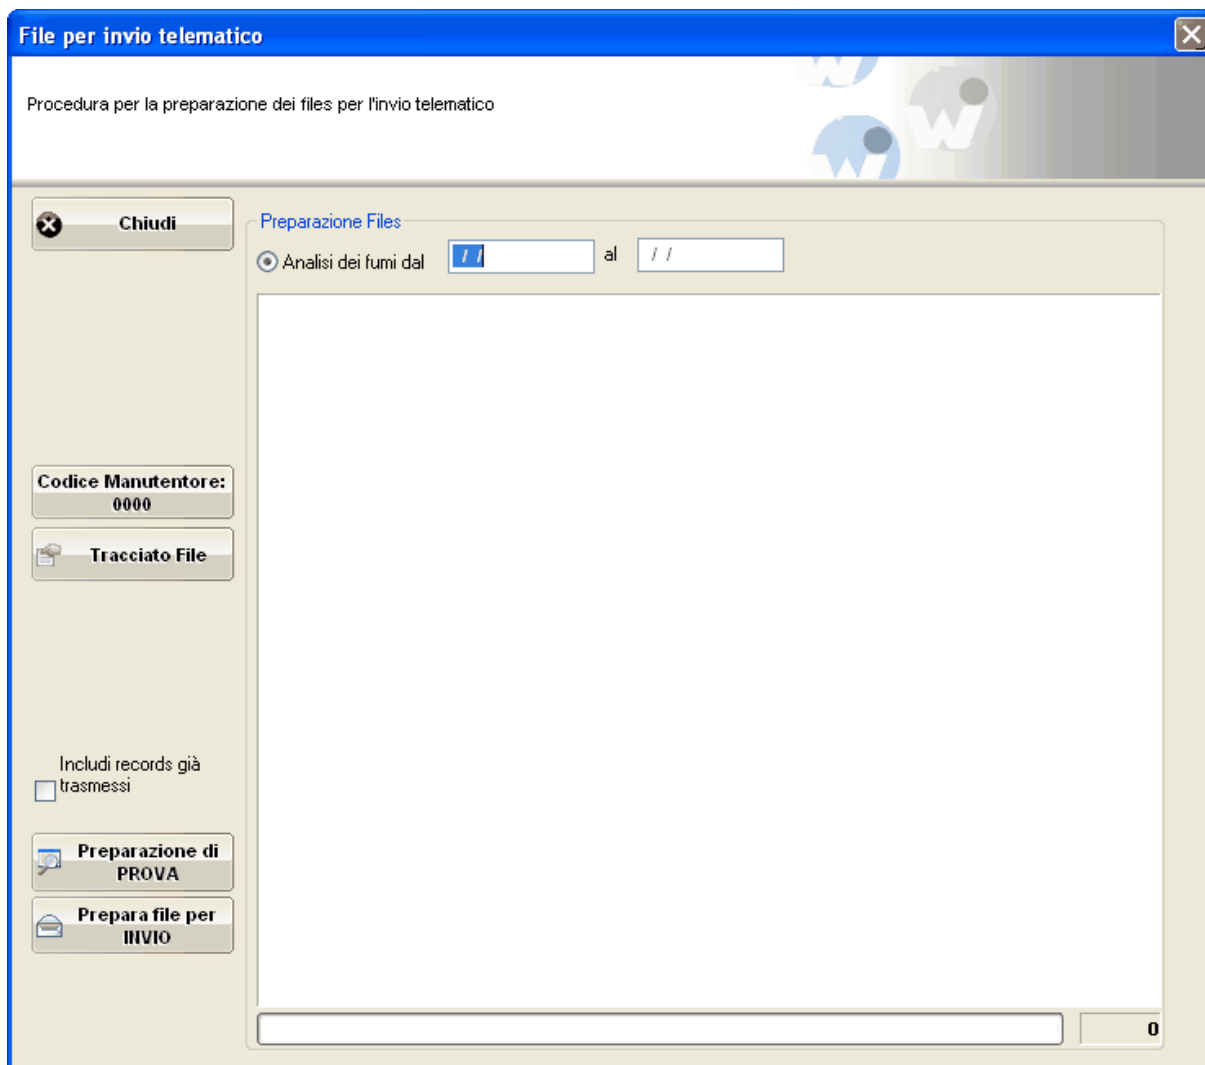 File per invio telematico
Procedura per la preparazione dei files per l'invio telematico
Chiudi
Preparazione Files
Analisi dei fumi dal / / al / /
Codice Manutentore:
0000
Tracciato File
Includi records già
trasmessi
Preparazione di
PROVA
Prepara file per
INVIO
0